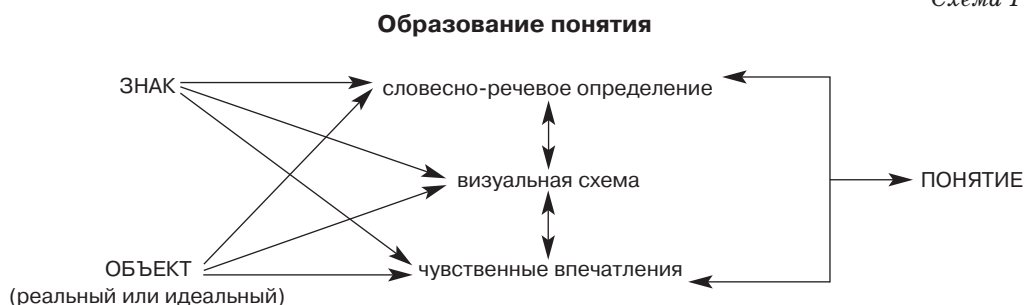 Схема 1
Образование понятия
ЗНАК
словесно-речевое определение
визуальная схема
ПОНЯТИЕ
ОБЪЕКТ
(реальный или идеальный)
чувственные впечатления